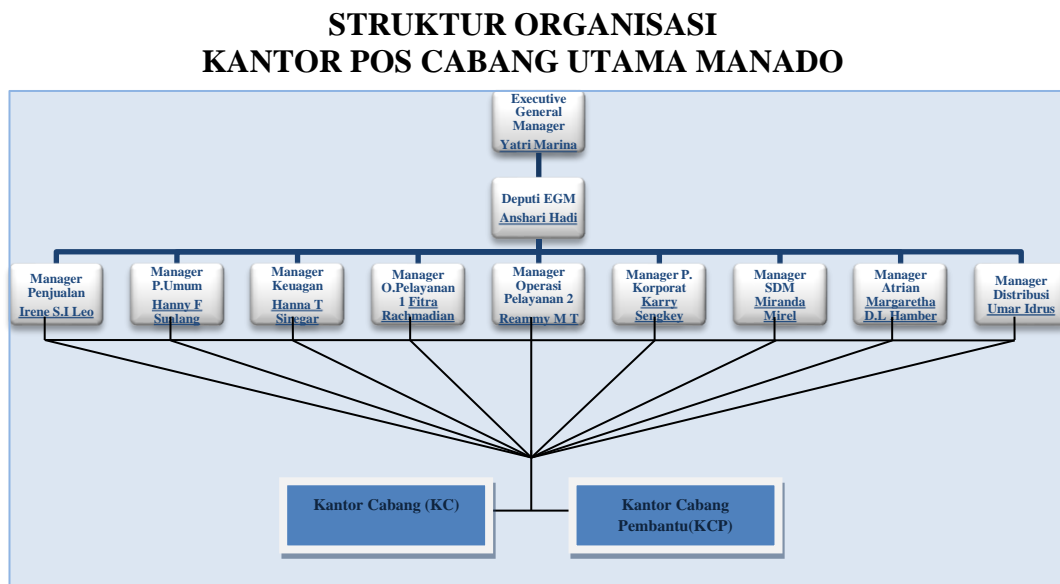 STRUKTUR ORGANISASI
KANTOR POS CABANG UTAMA MANADO
Executive
General
Manager
Yatri Marina
Deputi EGM
Anshari Hadi
Manager
Penjualan
Irene S.I Leo
Manager
P.Umum
Hanny F
Sualang
Manager
Keuagan
Hanna T
Siregar
Manager
O.Pelayanan
1 Fitra
Rachmadian
Manager
Operasi
Pelayanan 2
Reammy M T
Manager P.
Korporat
Karry
Sengkey
Manager
SDM
Miranda
Mirel
Manager
Atrian
Margaretha
D.L Hamber
Manager
Distribusi
Umar Idrus
Kantor Cabang (KC)
Kantor Cabang
Pembantu(KCP)